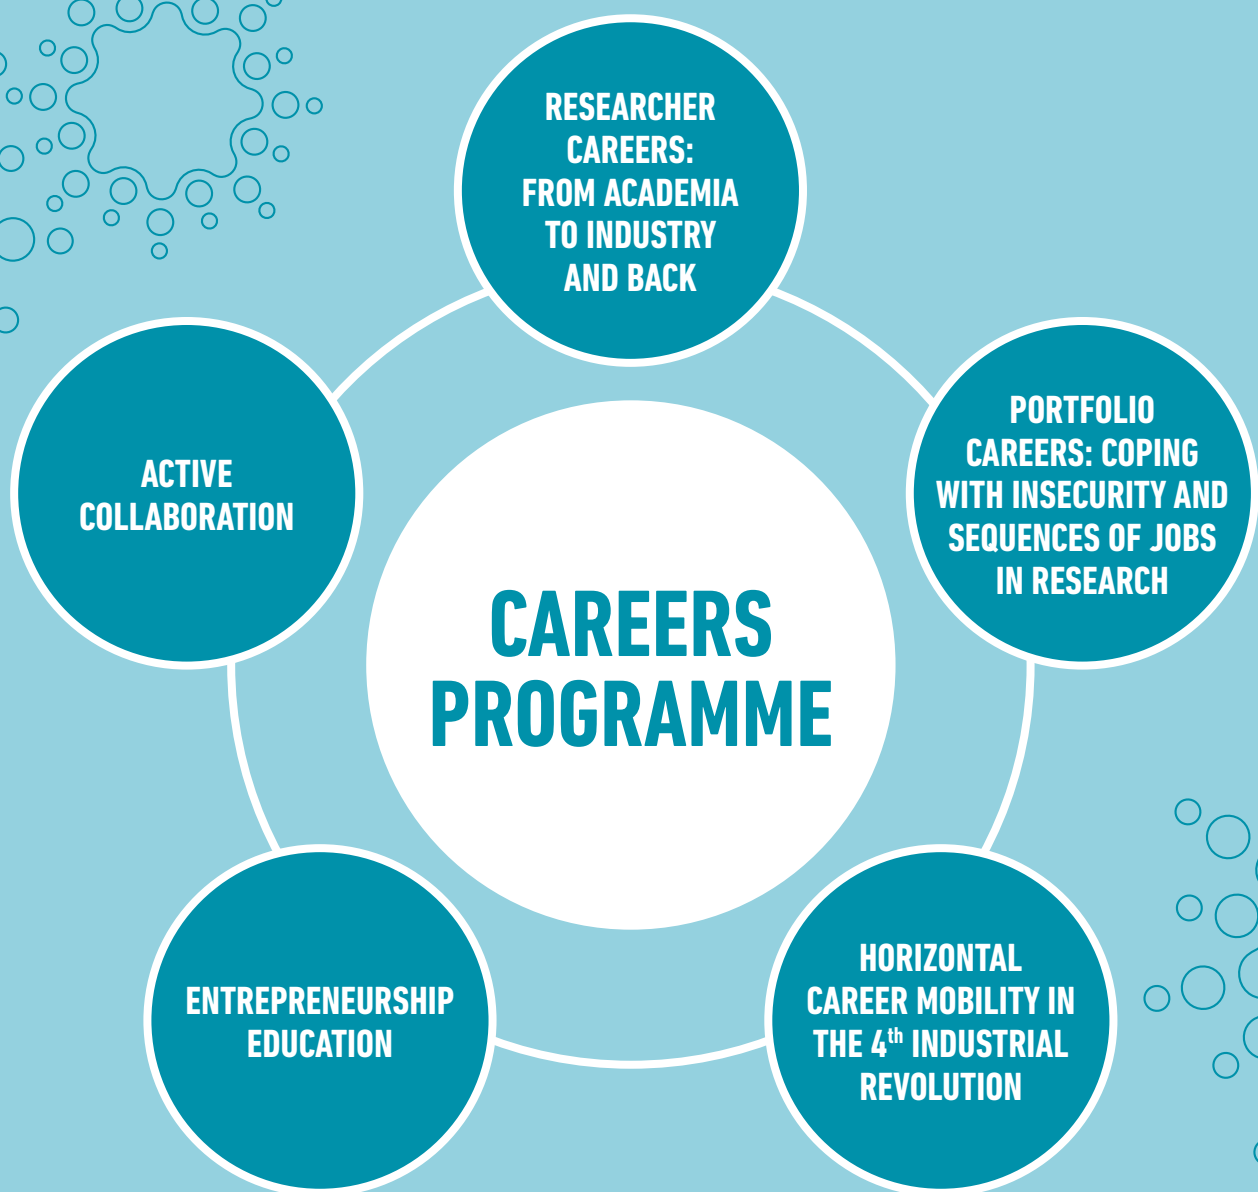 RESEARCHER
CAREERS:
FROM ACADEMIA
TO INDUSTRY
AND BACK
PORTFOLIO
CAREERS: COPING
WITH INSECURITY AND
SEQUENCES OF JOBS
IN RESEARCH
ACTIVE
COLLABORATION
CAREERS
PROGRAMME
HORIZONTAL
CAREER MOBILITY IN
THE 4th INDUSTRIAL
REVOLUTION
ENTREPRENEURSHIP
EDUCATION